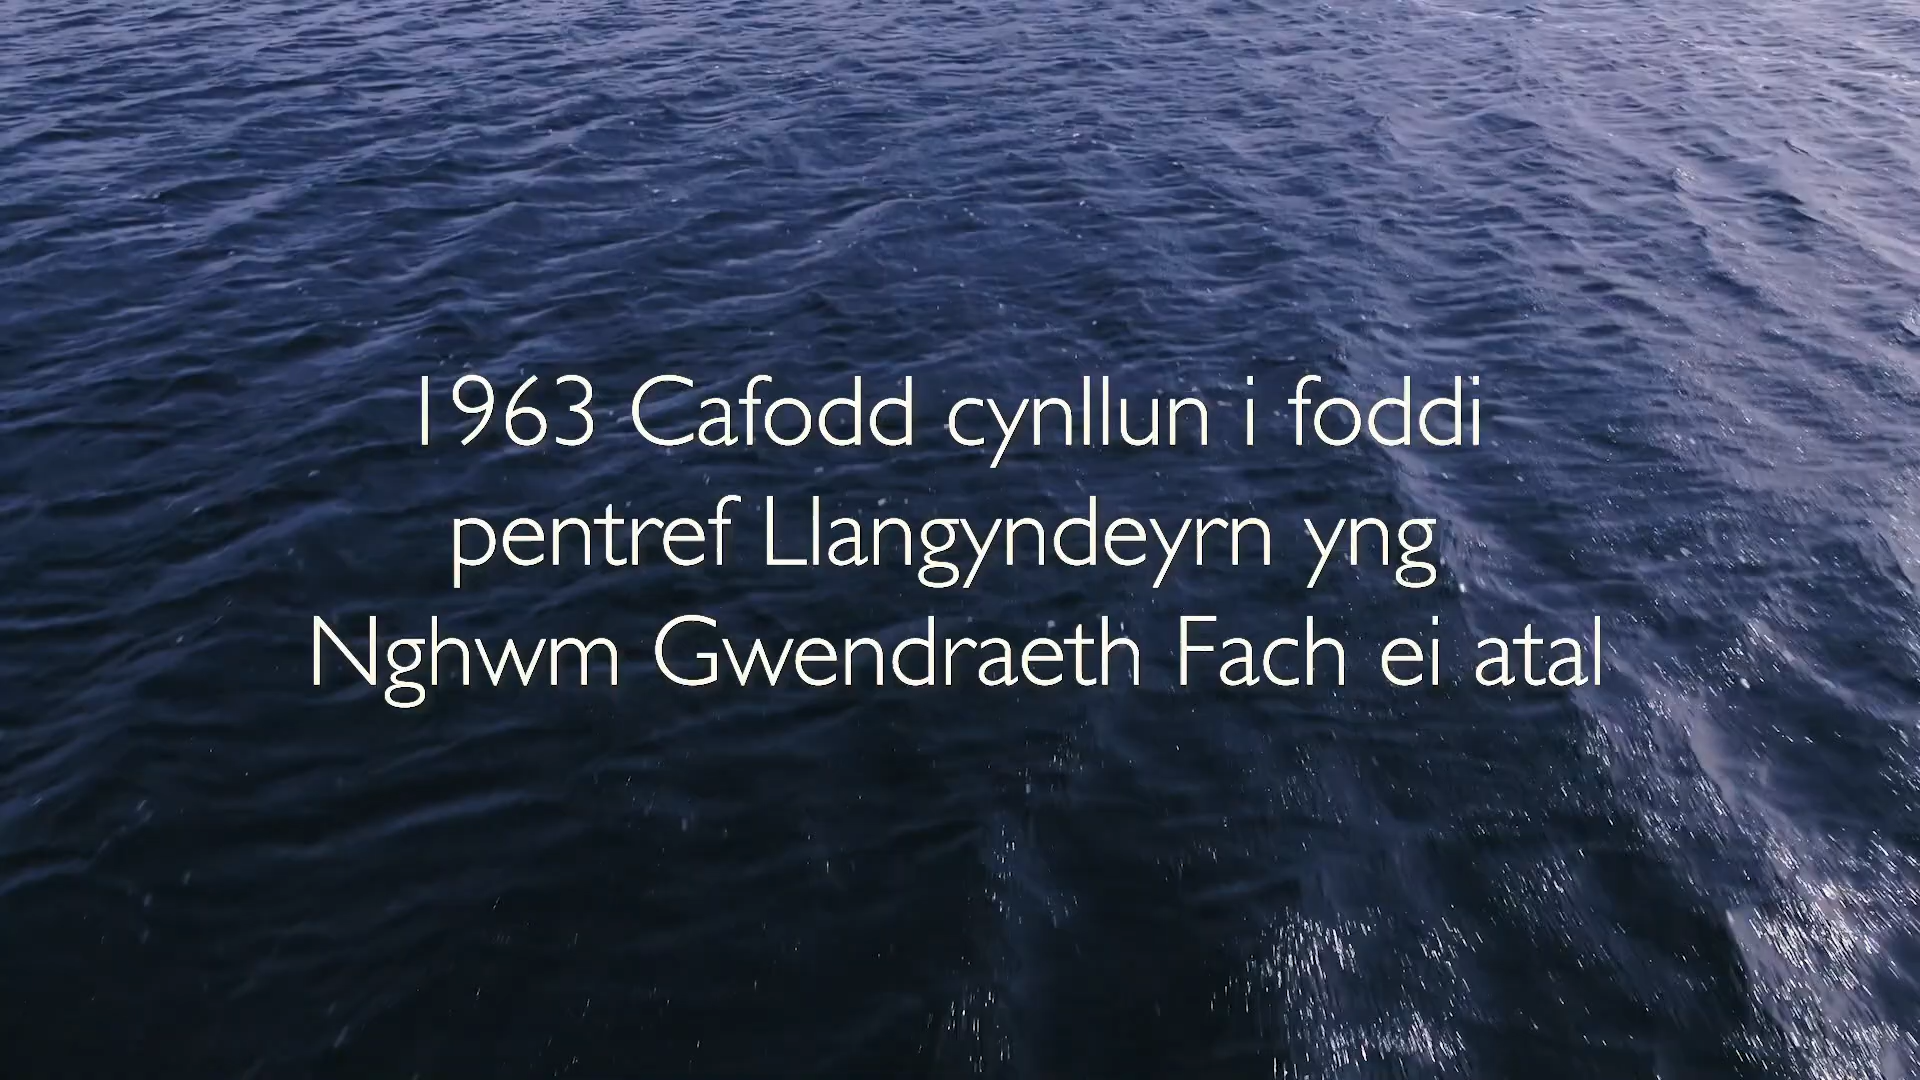 1963 Cafodd cynllun i foddi
pentref Llangyndeyrn yng
Nghwm Gwendraeth Fach ei atal